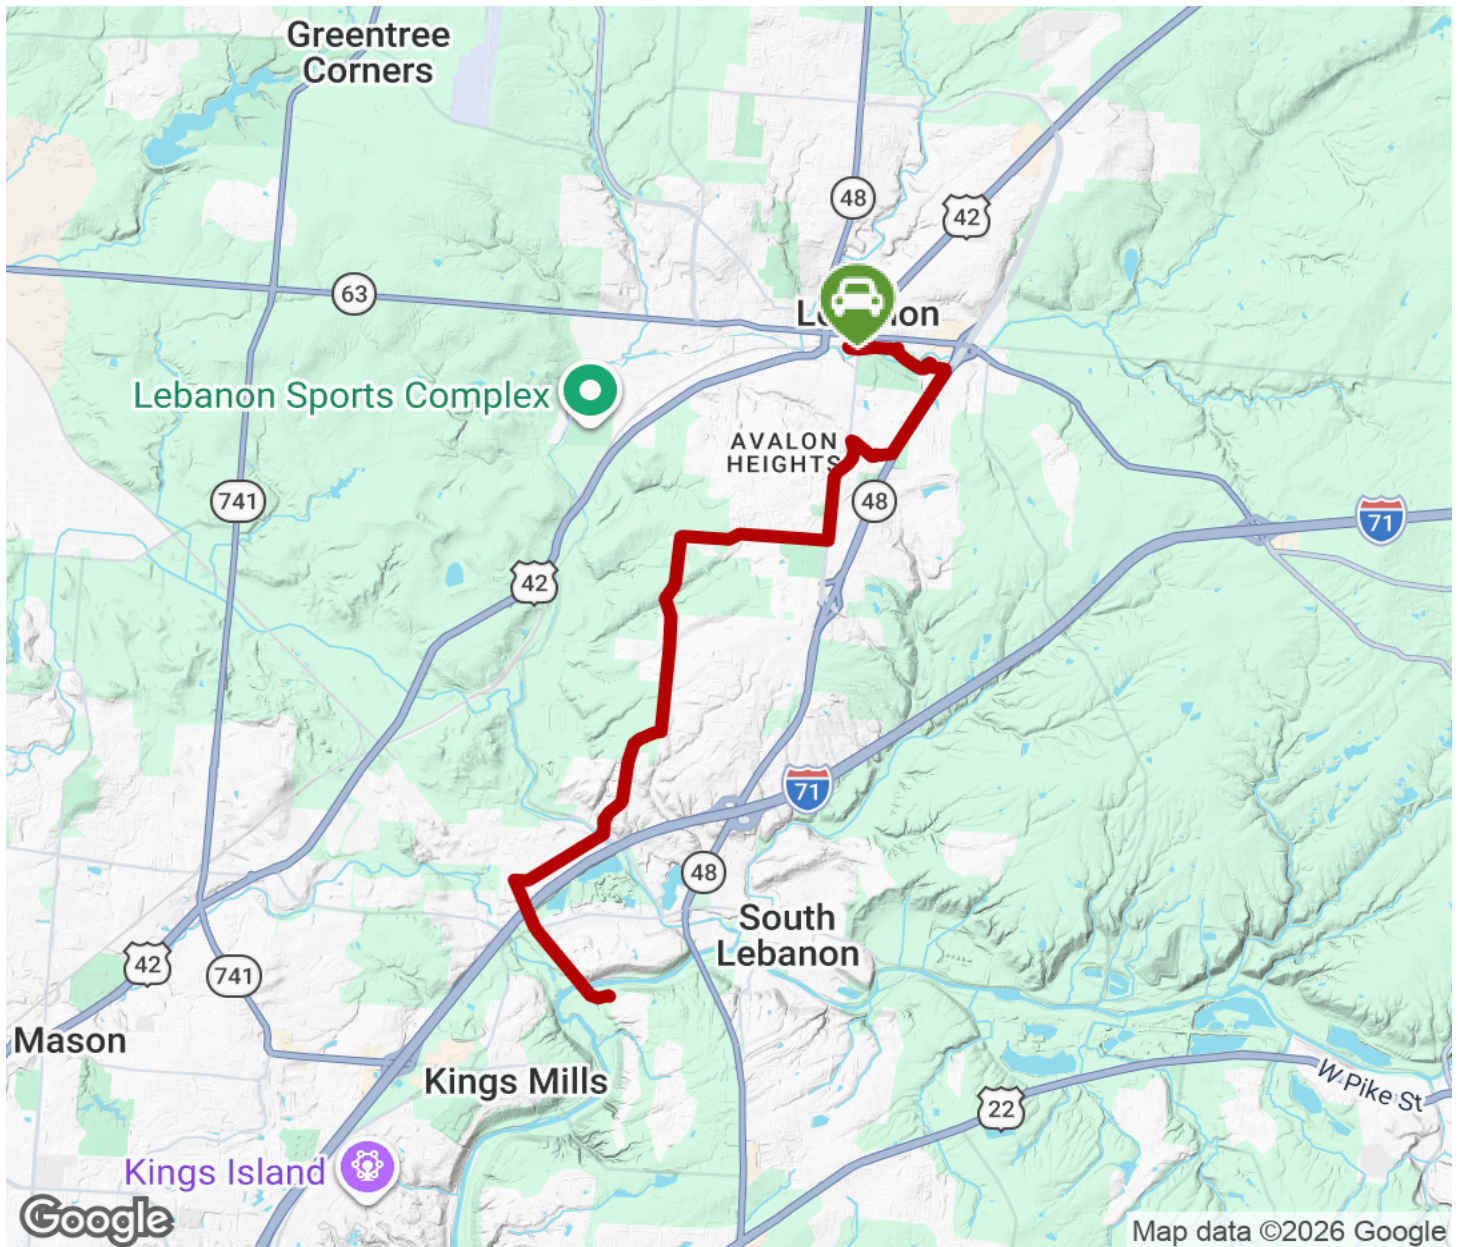 Greentree
Corners
48
42
63
Lebanon
Lebanon Sports Complex
AVALON
HEIGHTS
741
48
71
42
71
48
South
Lebanon
42
741
Mason
Kings Mills
22
W Pike St
Kings Island
Google
Map data ©2026 Google